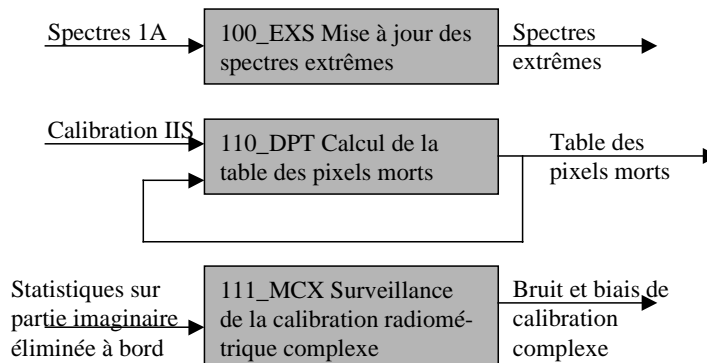 Spectres 1A
100_EXS Mise à jour des
spectres extrêmes
Spectres
extrêmes
Calibration IIS
110_DPT Calcul de la
table des pixels morts
Table des
pixels morts
Statistiques sur
partie imaginaire
éliminée à bord
111_MCX Surveillance
de la calibration radiomé-
trique complexe
Bruit et biais de
calibration
complexe